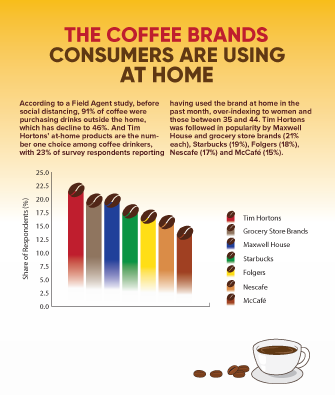 THE COFFEE BRANDS
CONSUMERS ARE USING
AT HOME
According to a Field Agent study, before
social distancing, 91% of coffee were
purchasing drinks outside the home,
which has decline to 46%. And Tim
Hortons' at-home products are the num-
ber one choice among coffee drinkers,
with 23% of survey respondents reporting
having used the brand at home in the
past month, over-indexing to women and
those between 35 and 44. Tim Hortons
was followed in popularity by Maxwell
House and grocery store brands (21%
each), Starbucks (19%), Folgers (18%),
Nescafe (17%) and McCafé (15%).
Share of Respondents (%)
25.0
22.5
20.0
17.5
15.0
12.5
10.0
7.5
5.0
2.5
0.0
Tim Hortons
Grocery Store Brands
Maxwell House
Starbucks
Folgers
Nescafe
McCafé